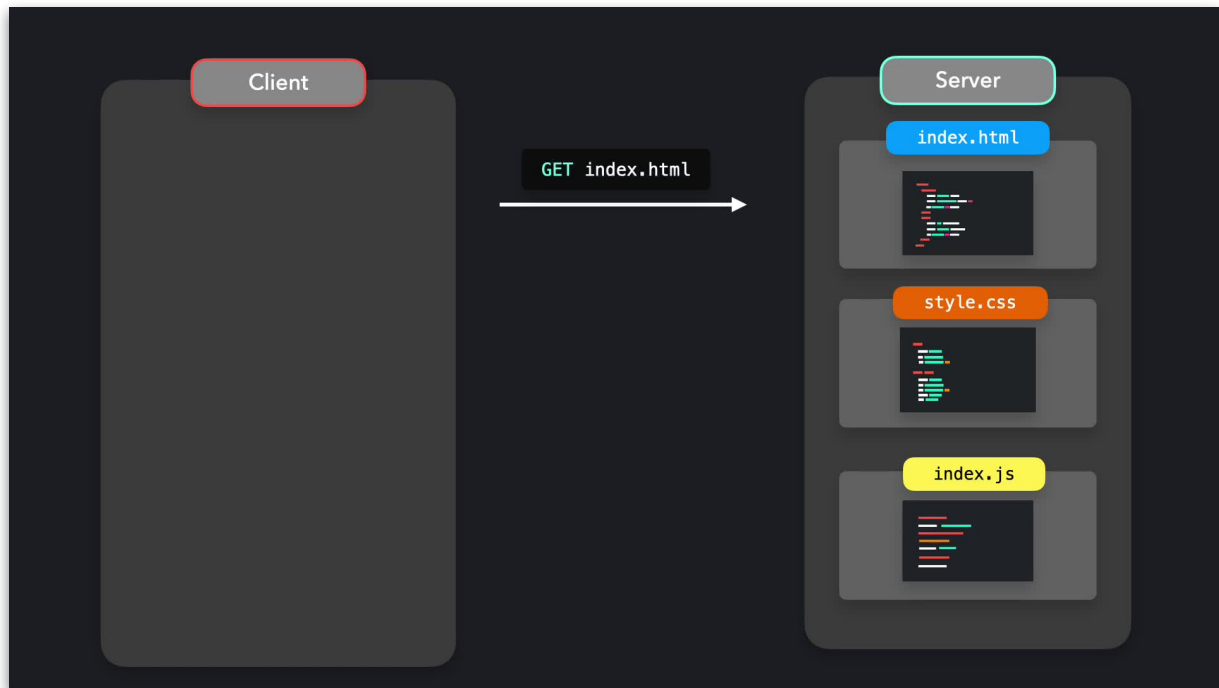 Client
Server
GET index.html
index.html
style.css
index.js